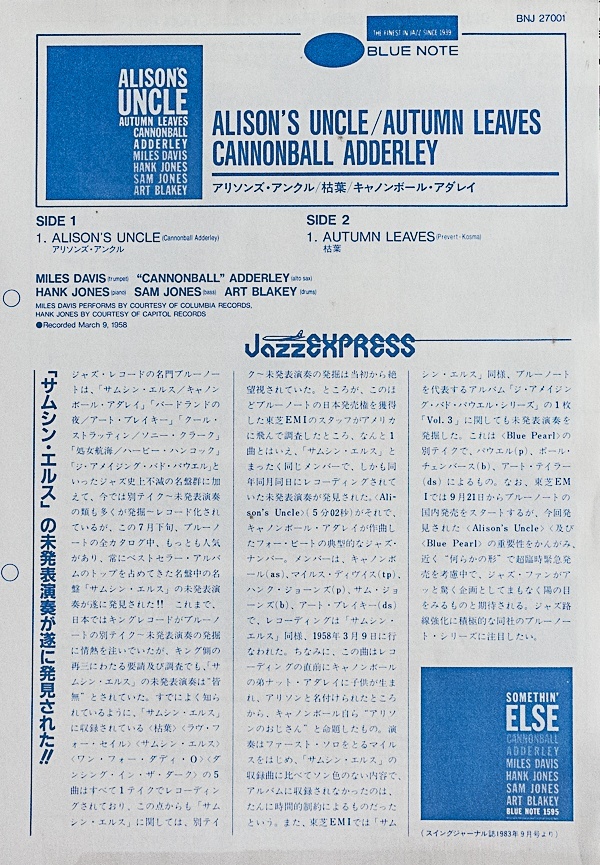 BNJ 27001
THE FINEST IN JAZZ SINCE 1939
BLUE NOTE
ALISON'S
UNCLE
AUTUMN LEAVES
CANNONBALL
ADDERLEY
MILES DAVIS
HANK JONES
SAM JONES
ART BLAKEY
ALISON'S UNCLE/AUTUMN LEAVES
CANNONBALL ADDERLEY
アリソンズ・アンクル/枯葉/キャノンボール・アダレイ
SIDE 1
1. ALISON'S UNCLE (Cannonball Adderley)
アリソンズ・アンクル
SIDE 2
1. AUTUMN LEAVES (Prevert-Kosma)
枯葉
MILES DAVIS (trumpet) "CANNONBALL" ADDERLEY (alto sax)
HANK JONES (piano) SAM JONES (bass) ART BLAKEY (drums)
MILES DAVIS PERFORMS BY COURTESY OF COLUMBIA RECORDS,
HANK JONES BY COURTESY OF CAPITOL RECORDS
●Recorded March 9, 1958
JazzEXPRESS
「サムシン・エルス」の未発表演奏が遂に発見された!!
ジャズ・レコードの名門ブルーノー
トは、「サムシン・エルス/キャノン
ボール・アダレイ」「バードランドの
夜/アート・ブレイキー」「クール・
ストラッティン/ソニー・クラーク」
「処女航海/ハービー・ハンコック」
「ジ・アメイジング・バド・パウエル」と
いったジャズ史上不滅の名盤群に加
えて、今では別テイク〜未発表演奏
の類も多くが発掘〜レコード化され
ているが、この7月下旬、ブルーノー
トの全カタログ中、もっとも人気
があり、常にベストセラー・アルバ
ムのトップを占めてきた名盤中の名
盤「サムシン・エルス」の未発表演
奏が遂に発見された!! これまで、
日本ではキングレコードがブルーノ
ートの別テイク〜未発表演奏の発掘
に情熱を注いでいたが、キング側の
再三にわたる要請及び調査でも、「サ
ムシン・エルス」の未発表演奏は"皆
無"とされていた。すでによく知ら
れているように、「サムシン・エルス」
に収録されている〈枯葉〉〈ラヴ・フ
ォー・セイル〉〈サムシン・エルス〉
〈ワン・フォー・ダディ・O〉〈ダ
ンシング・イン・ザ・ダーク〉の5
曲はすべて1テイクでレコーディン
グされており、この点からも「サム
シン・エルス」に関しては、別テイ
ク〜未発表演奏の発掘は当初から絶
望視されていた。ところが、このほ
どブルーノートの日本発売権を獲得
した東芝EMIのスタッフがアメリカ
に飛んで調査したところ、なんと1
曲とはいえ、「サムシン・エルス」と
まったく同じメンバーで、しかも同
年同月同日にレコーディングされて
いた未発表演奏が発見された。〈Ali-
son's Uncle〉(5分02秒)がそれで、
キャノンボール・アダレイが作曲し
たフォー・ビートの典型的なジャズ・
ナンバー。メンバーは、キャノンボ
ール(as)、マイルス・ディヴィス(tp)、
ハンク・ジョーンズ(p)、サム・ジョ
ーンズ(b)、アート・ブレイキー(ds)
で、レコーディングは「サムシン・
エルス」同様、1958年3月9日に行
なわれた。ちなみに、この曲はレコ
ーディングの直前にキャノンボール
の弟ナット・アダレイに子供が生ま
れ、アリソンと名付けられたところ
から、キャノンボール自ら"アリソ
ンのおじさん"と命題したもの。演
奏はファースト・ソロをとるマイル
スをはじめ、「サムシン・エルス」の
収録曲に比べてソン色のない内容で、
アルバムに収録されなかったのは、
たんに時間的制約によるものだった
という。また、東芝EMIでは「サム
シン・エルス」同様、ブルーノート
を代表するアルバム「ジ・アメイジン
グ・バド・パウエル・シリーズ」の1枚
「Vol. 3」に関しても未発表演奏を
発掘した。これは〈Blue Pearl〉の
別テイクで、パウエル(p)、ポール・
チェンバース(b)、アート・テイラー
(ds)によるもの。なお、東芝EM
Iでは9月21日からブルーノートの
国内発売をスタートするが、今回発
見された〈Alison's Uncle〉及び
〈Blue Pearl〉の重要性をかんがみ、
近く"何らかの形"で超臨時緊急発
売を考慮中で、ジャズ・ファンがア
ッと驚く企画としてまもなく陽の目
をみるものと期待される。ジャズ路
線強化に積極的な同社のブルーノー
ト・シリーズに注目したい。
SOMETHIN'
ELSE
CANNONBALL
ADDERLEY
MILES DAVIS
HANK JONES
SAM JONES
ART BLAKEY
BLUE NOTE 1595
(スイングジャーナル誌1983年9月号より)